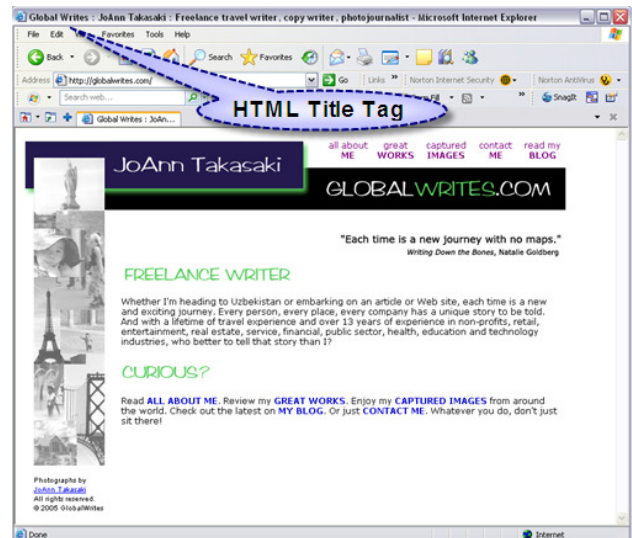 Global Writes : JoAnn Takasaki : Freelance travel writer, copy writer, photojournalist - Microsoft Internet Explorer
File Edit Favorites Tools Help
Back Search Favorites
Address http://globalwrites.com/ Go Links » Norton Internet Security Norton AntiVirus
Search web... Fill » SnagIt
Global Writes : JoAn...
HTML Title Tag
all about great captured contact read my
ME WORKS IMAGES ME BLOG
JoAnn Takasaki
GLOBALWRITES.COM
"Each time is a new journey with no maps."
Writing Down the Bones, Natalie Goldberg
FREELANCE WRITER
Whether I'm heading to Uzbekistan or embarking on an article or Web site, each time is a new
and exciting journey. Every person, every place, every company has a unique story to be told.
And with a lifetime of travel experience and over 13 years of experience in non-profits, retail,
entertainment, real estate, service, financial, public sector, health, education and technology
industries, who better to tell that story than I?
CURIOUS?
Read ALL ABOUT ME. Review my GREAT WORKS. Enjoy my CAPTURED IMAGES from around
the world. Check out the latest on MY BLOG. Or just CONTACT ME. Whatever you do, don't just
sit there!
Photographs by
JoAnn Takasaki
All rights reserved.
© 2005 GlobalWrites
Done Internet